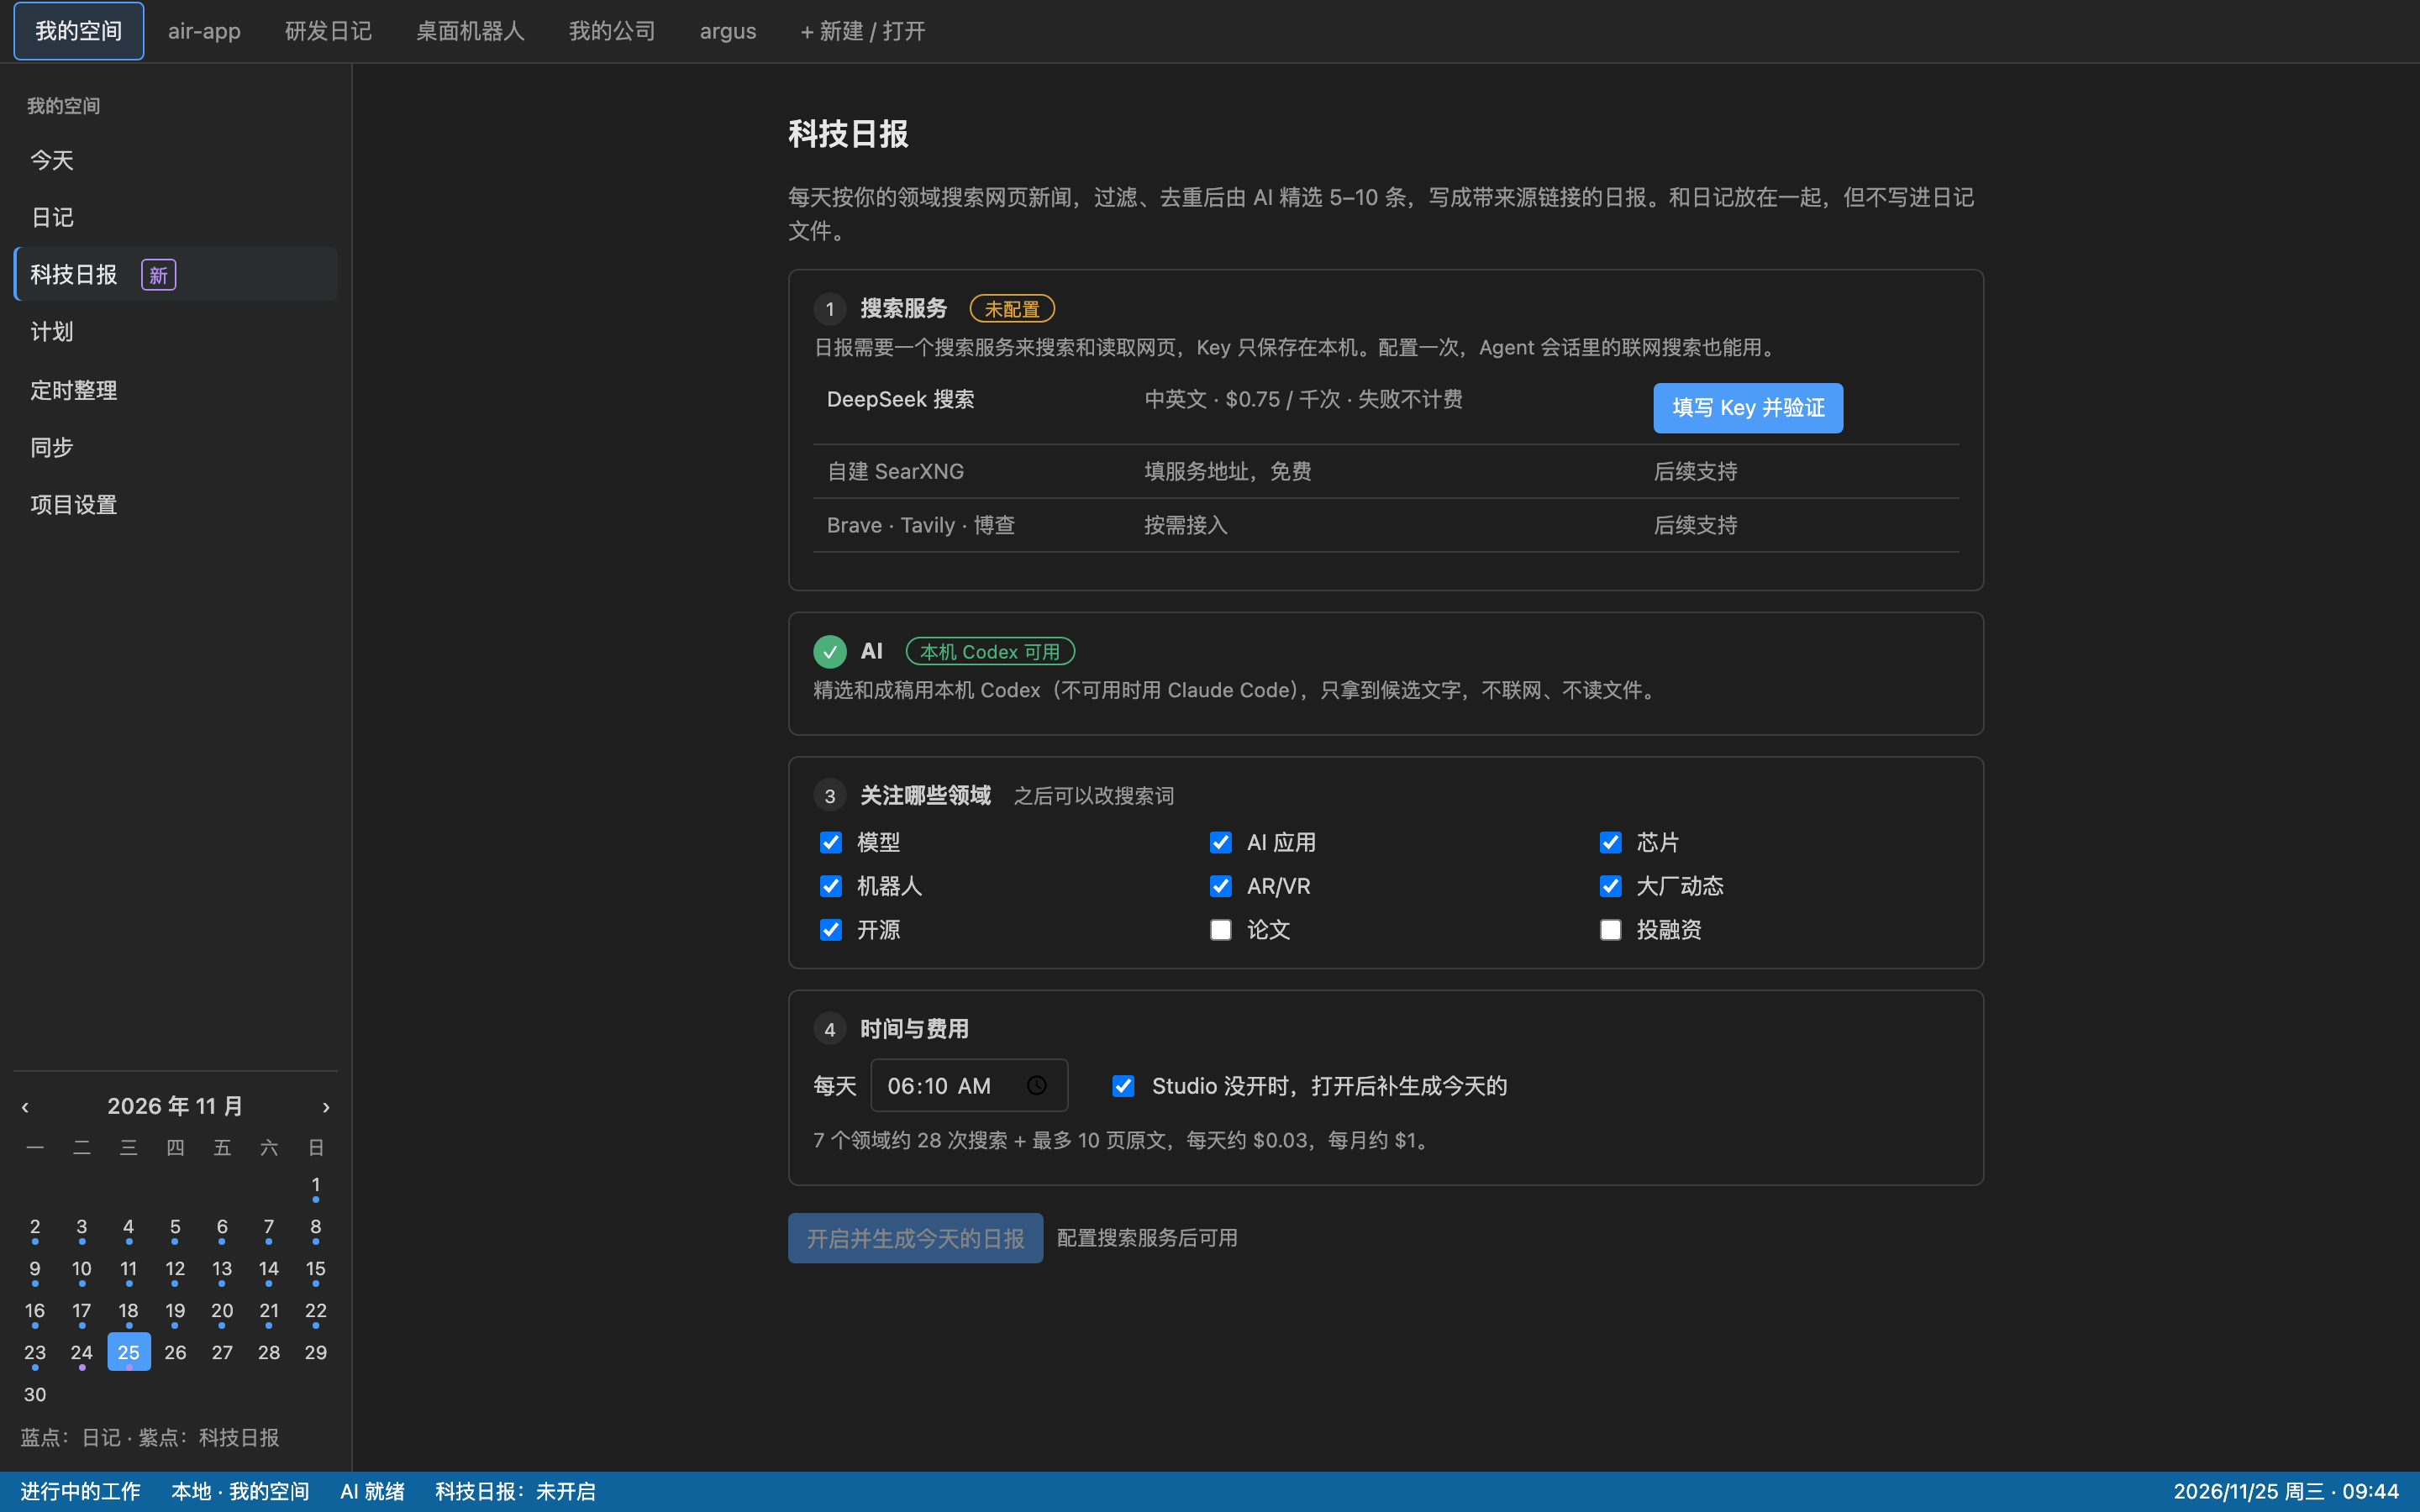 我的空间 air-app 研发日记 桌面机器人 我的公司 argus + 新建 / 打开
我的空间
今天
日记
科技日报 新
计划
定时整理
同步
项目设置
‹ 2026 年 11 月 ›
一 二 三 四 五 六 日
1
2 3 4 5 6 7 8
9 10 11 12 13 14 15
16 17 18 19 20 21 22
23 24 25 26 27 28 29
30
蓝点：日记 · 紫点：科技日报
科技日报
每天按你的领域搜索网页新闻，过滤、去重后由 AI 精选 5–10 条，写成带来源链接的日报。和日记放在一起，但不写进日记
文件。
1 搜索服务 未配置
日报需要一个搜索服务来搜索和读取网页，Key 只保存在本机。配置一次，Agent 会话里的联网搜索也能用。
DeepSeek 搜索 中英文 · $0.75 / 千次 · 失败不计费 填写 Key 并验证
自建 SearXNG 填服务地址，免费 后续支持
Brave · Tavily · 博查 按需接入 后续支持
AI 本机 Codex 可用
精选和成稿用本机 Codex（不可用时用 Claude Code），只拿到候选文字，不联网、不读文件。
3 关注哪些领域 之后可以改搜索词
模型 AI 应用 芯片
机器人 AR/VR 大厂动态
开源 论文 投融资
4 时间与费用
每天 06:10 AM Studio 没开时，打开后补生成今天的
7 个领域约 28 次搜索 + 最多 10 页原文，每天约 $0.03，每月约 $1。
开启并生成今天的日报 配置搜索服务后可用
进行中的工作 本地 · 我的空间 AI 就绪 科技日报：未开启 2026/11/25 周三 · 09:44